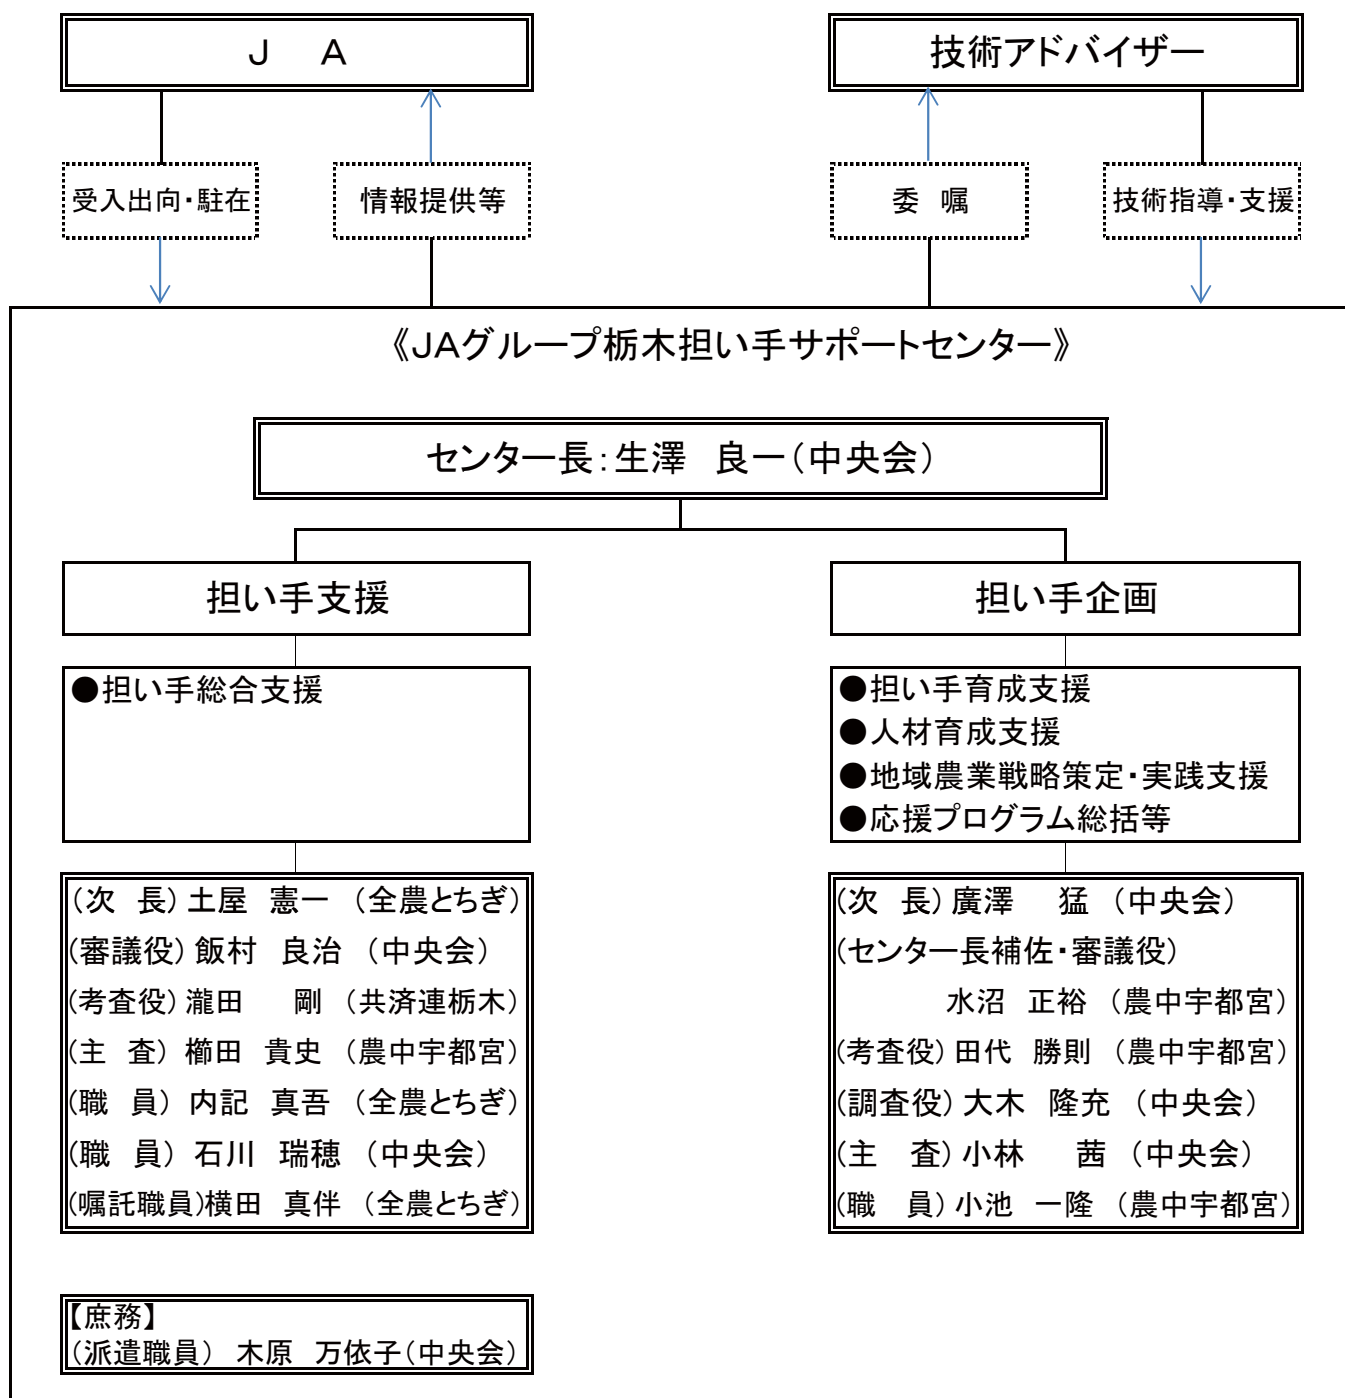 JA
技術アドバイザー
受入出向・駐在
情報提供等
委 嘱
技術指導・支援
《JAグループ栃木担い手サポートセンター》
センター長：生澤 良一（中央会）
担い手支援
担い手企画
●担い手総合支援
●担い手育成支援
●人材育成支援
●地域農業戦略策定・実践支援
●応援プログラム総括等
(次 長) 土屋 憲一 （全農とちぎ）
(審議役) 飯村 良治 （中央会）
(考査役) 瀧田 剛 （共済連栃木）
(主 査) 櫛田 貴史 （農中宇都宮）
(職 員) 内記 真吾 （全農とちぎ）
(職 員) 石川 瑞穂 （中央会）
(嘱託職員) 横田 真伴 （全農とちぎ）
(次 長) 廣澤 猛 （中央会）
(センター長補佐・審議役)
水沼 正裕 （農中宇都宮）
(考査役) 田代 勝則 （農中宇都宮）
(調査役) 大木 隆充 （中央会）
(主 査) 小林 茜 （中央会）
(職 員) 小池 一隆 （農中宇都宮）
【庶務】
(派遣職員) 木原 万依子（中央会）